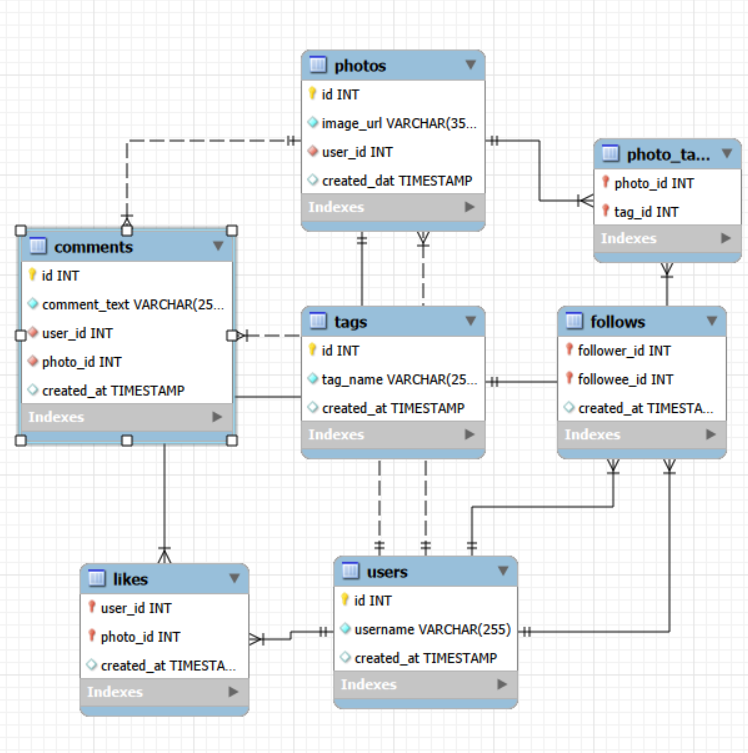 photos
id INT
image_url VARCHAR(35...
user_id INT
created_dat TIMESTAMP
Indexes
photo_ta...
photo_id INT
tag_id INT
Indexes
comments
id INT
comment_text VARCHAR(25...
user_id INT
photo_id INT
created_at TIMESTAMP
Indexes
tags
id INT
tag_name VARCHAR(25...
created_at TIMESTAMP
Indexes
follows
follower_id INT
followee_id INT
created_at TIMESTA...
Indexes
likes
user_id INT
photo_id INT
created_at TIMESTA...
Indexes
users
id INT
username VARCHAR(255)
created_at TIMESTAMP
Indexes